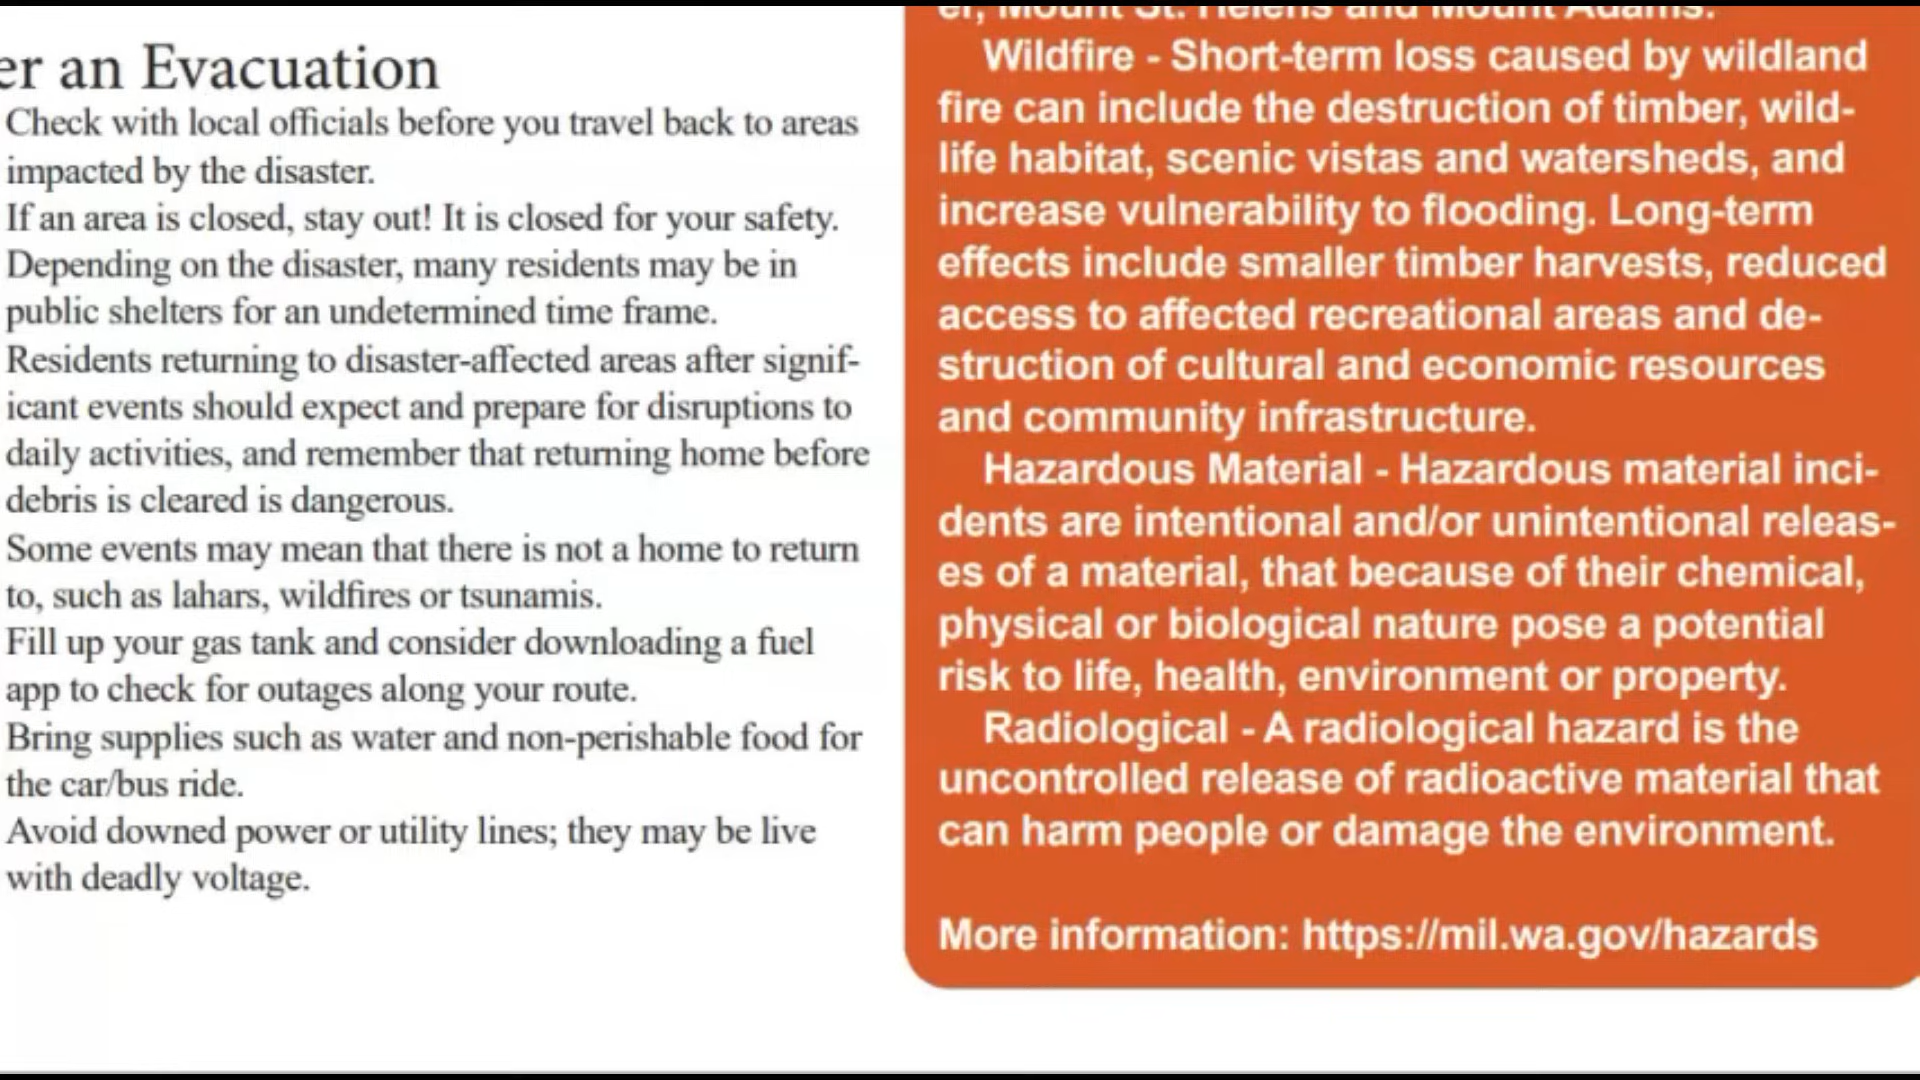 er an Evacuation
Check with local officials before you travel back to areas
impacted by the disaster.
If an area is closed, stay out! It is closed for your safety.
Depending on the disaster, many residents may be in
public shelters for an undetermined time frame.
Residents returning to disaster-affected areas after signif-
icant events should expect and prepare for disruptions to
daily activities, and remember that returning home before
debris is cleared is dangerous.
Some events may mean that there is not a home to return
to, such as lahars, wildfires or tsunamis.
Fill up your gas tank and consider downloading a fuel
app to check for outages along your route.
Bring supplies such as water and non-perishable food for
the car/bus ride.
Avoid downed power or utility lines; they may be live
with deadly voltage.
er, Mount St. Helens and Mount Adams.
Wildfire - Short-term loss caused by wildland
fire can include the destruction of timber, wild-
life habitat, scenic vistas and watersheds, and
increase vulnerability to flooding. Long-term
effects include smaller timber harvests, reduced
access to affected recreational areas and de-
struction of cultural and economic resources
and community infrastructure.
Hazardous Material - Hazardous material inci-
dents are intentional and/or unintentional releas-
es of a material, that because of their chemical,
physical or biological nature pose a potential
risk to life, health, environment or property.
Radiological - A radiological hazard is the
uncontrolled release of radioactive material that
can harm people or damage the environment.
More information: https://mil.wa.gov/hazards